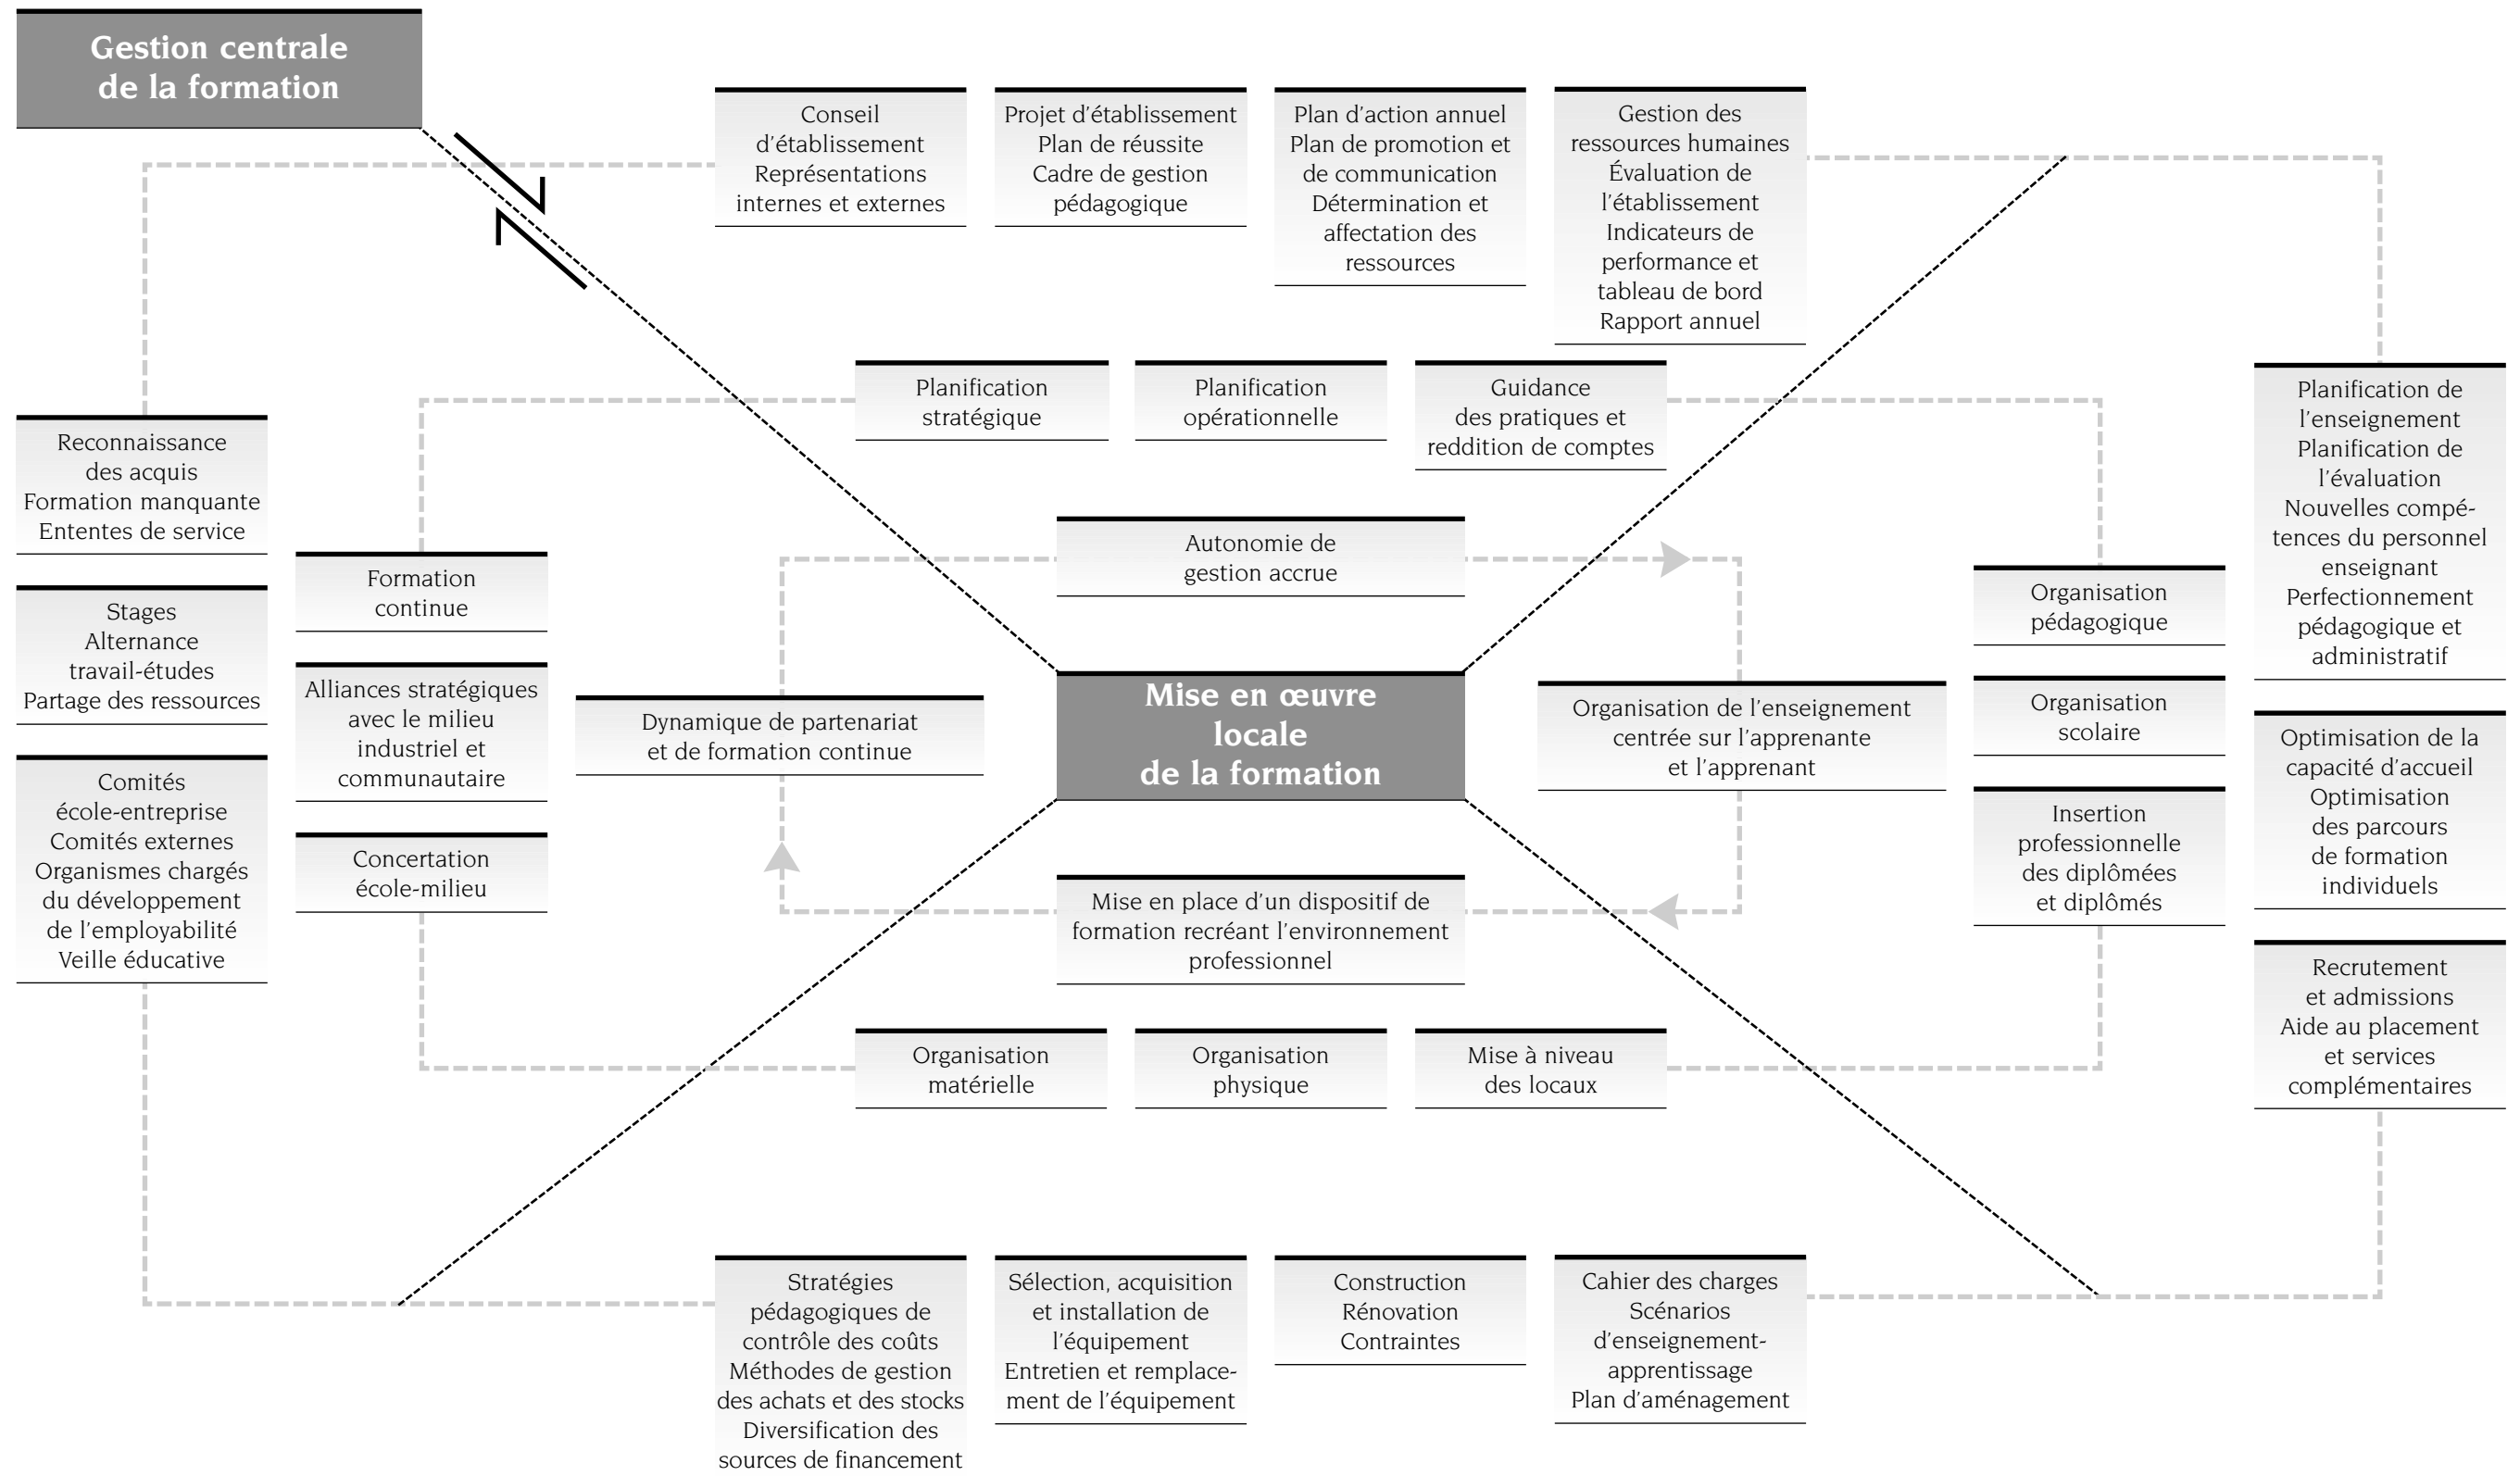 Gestion centrale
de la formation
Conseil
d'établissement
Représentations
internes et externes
Projet d'établissement
Plan de réussite
Cadre de gestion
pédagogique
Plan d'action annuel
Plan de promotion et
de communication
Détermination et
affectation des
ressources
Gestion des
ressources humaines
Évaluation de
l'établissement
Indicateurs de
performance et
tableau de bord
Rapport annuel
Planification
stratégique
Planification
opérationnelle
Guidance
des pratiques et
reddition de comptes
Autonomie de
gestion accrue
Reconnaissance
des acquis
Formation manquante
Ententes de service
Stages
Alternance
travail-études
Partage des ressources
Comités
école-entreprise
Comités externes
Organismes chargés
du développement
de l'employabilité
Veille éducative
Formation
continue
Alliances stratégiques
avec le milieu
industriel et
communautaire
Concertation
école-milieu
Dynamique de partenariat
et de formation continue
Mise en œuvre
locale
de la formation
Organisation de l'enseignement
centrée sur l'apprenante
et l'apprenant
Organisation
pédagogique
Organisation
scolaire
Insertion
professionnelle
des diplômées
et diplômés
Planification de
l'enseignement
Planification de
l'évaluation
Nouvelles compé-
tences du personnel
enseignant
Perfectionnement
pédagogique et
administratif
Optimisation de la
capacité d'accueil
Optimisation
des parcours
de formation
individuels
Recrutement
et admissions
Aide au placement
et services
complémentaires
Mise en place d'un dispositif de
formation recréant l'environnement
professionnel
Organisation
matérielle
Organisation
physique
Mise à niveau
des locaux
Stratégies
pédagogiques de
contrôle des coûts
Méthodes de gestion
des achats et des stocks
Diversification des
sources de financement
Sélection, acquisition
et installation de
l'équipement
Entretien et remplace-
ment de l'équipement
Construction
Rénovation
Contraintes
Cahier des charges
Scénarios
d'enseignement-
apprentissage
Plan d'aménagement